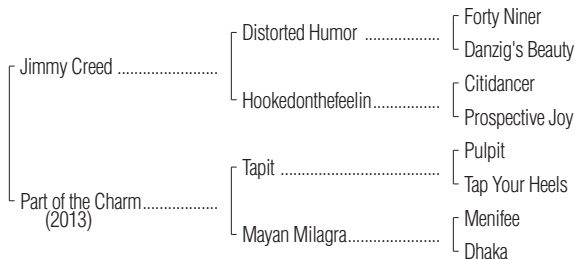 Forty Niner
Distorted Humor ..................
Danzig's Beauty
Jimmy Creed ........................
Citidancer
Hookedonthefeelin................
Prospective Joy
Pulpit
Tapit ......................................
Tap Your Heels
Part of the Charm..................
(2013)
Menifee
Mayan Milagra......................
Dhaka